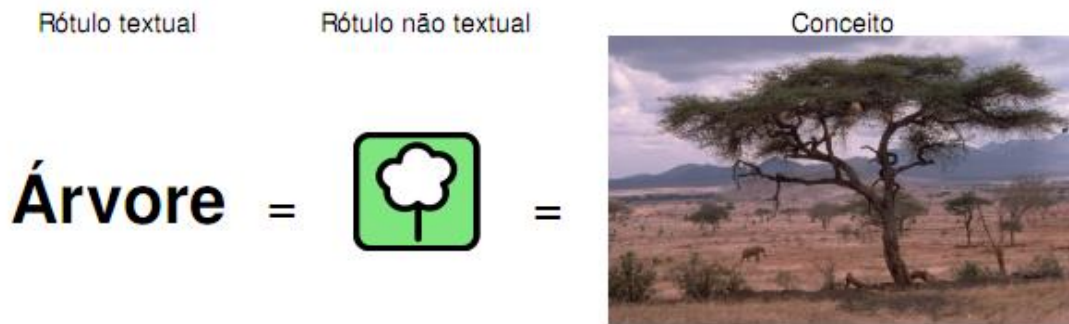 Rótulo textual
Rótulo não textual
Conceito
Árvore = =